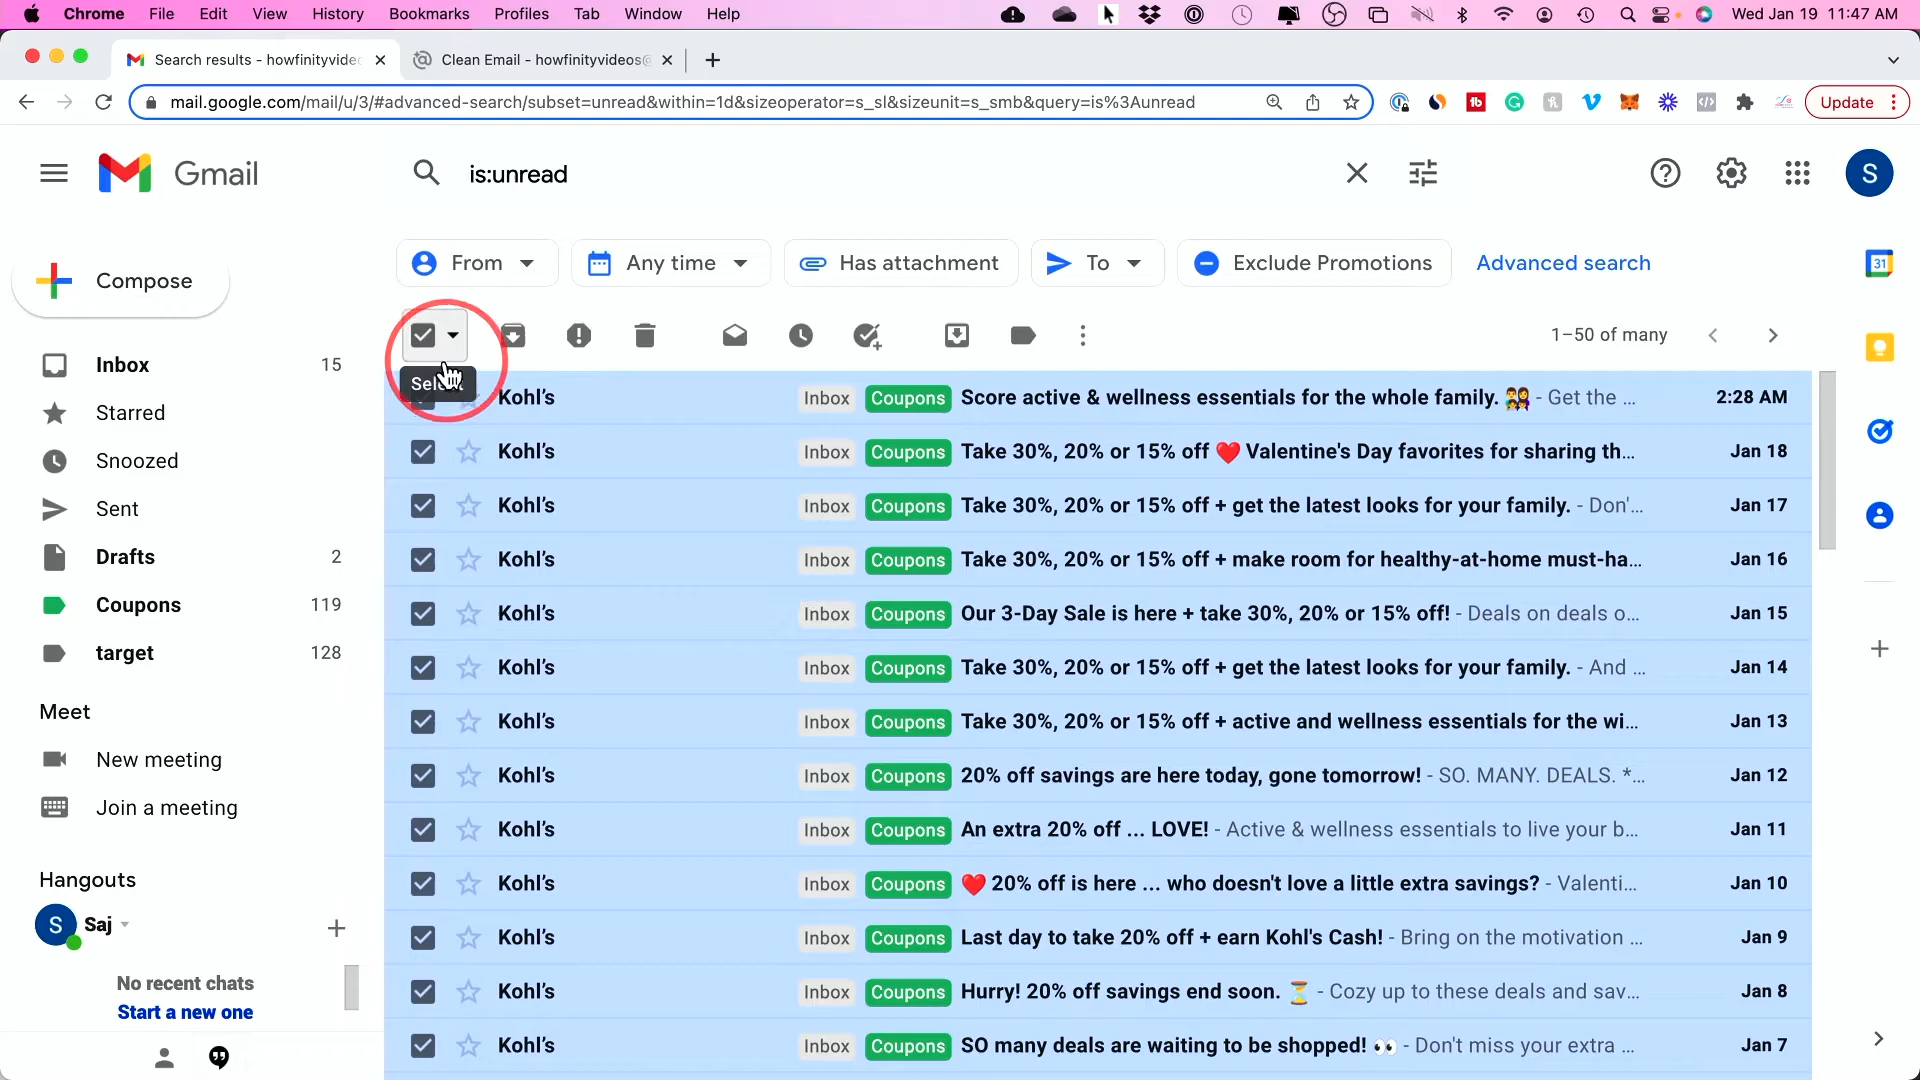 Chrome File Edit View History Bookmarks Profiles Tab Window Help Wed Jan 19 11:47 AM
Search results - howfinityvide
Clean Email - howfinityvideos@
mail.google.com/mail/u/3/#advanced-search/subset=unread&within=1d&sizeoperator=s_sl&sizeunit=s_smb&query=is%3Aunread
Update
Gmail
is:unread
S
Compose
From
Any time
Has attachment
To
Exclude Promotions
Advanced search
1–50 of many
Inbox 15
Starred
Snoozed
Sent
Drafts 2
Coupons 119
target 128
Meet
New meeting
Join a meeting
Hangouts
S Saj
No recent chats
Start a new one
Kohl's Inbox Coupons Score active & wellness essentials for the whole family. 👨‍👩‍👧‍👦 - Get the ... 2:28 AM
Kohl's Inbox Coupons Take 30%, 20% or 15% off ❤️ Valentine's Day favorites for sharing th... Jan 18
Kohl's Inbox Coupons Take 30%, 20% or 15% off + get the latest looks for your family. - Don'... Jan 17
Kohl's Inbox Coupons Take 30%, 20% or 15% off + make room for healthy-at-home must-ha... Jan 16
Kohl's Inbox Coupons Our 3-Day Sale is here + take 30%, 20% or 15% off! - Deals on deals o... Jan 15
Kohl's Inbox Coupons Take 30%, 20% or 15% off + get the latest looks for your family. - And ... Jan 14
Kohl's Inbox Coupons Take 30%, 20% or 15% off + active and wellness essentials for the wi... Jan 13
Kohl's Inbox Coupons 20% off savings are here today, gone tomorrow! - SO. MANY. DEALS. *... Jan 12
Kohl's Inbox Coupons An extra 20% off ... LOVE! - Active & wellness essentials to live your b... Jan 11
Kohl's Inbox Coupons ❤️ 20% off is here ... who doesn't love a little extra savings? - Valenti... Jan 10
Kohl's Inbox Coupons Last day to take 20% off + earn Kohl's Cash! - Bring on the motivation ... Jan 9
Kohl's Inbox Coupons Hurry! 20% off savings end soon. ⏳ - Cozy up to these deals and sav... Jan 8
Kohl's Inbox Coupons SO many deals are waiting to be shopped! 👀 - Don't miss your extra ... Jan 7